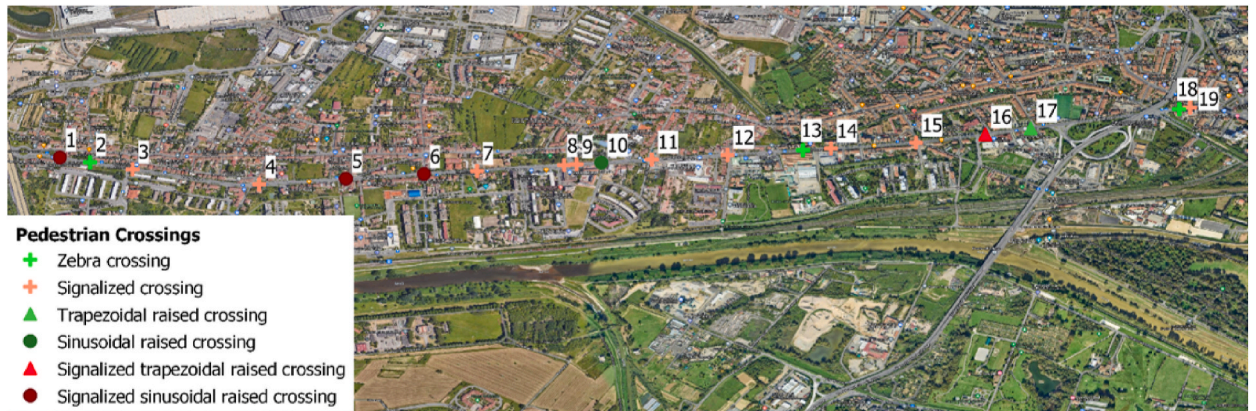 18
19
16
17
15
14
13
12
11
10
8
9
7
6
5
4
3
2
1
Pedestrian Crossings
Zebra crossing
Signalized crossing
Trapezoidal raised crossing
Sinusoidal raised crossing
Signalized trapezoidal raised crossing
Signalized sinusoidal raised crossing